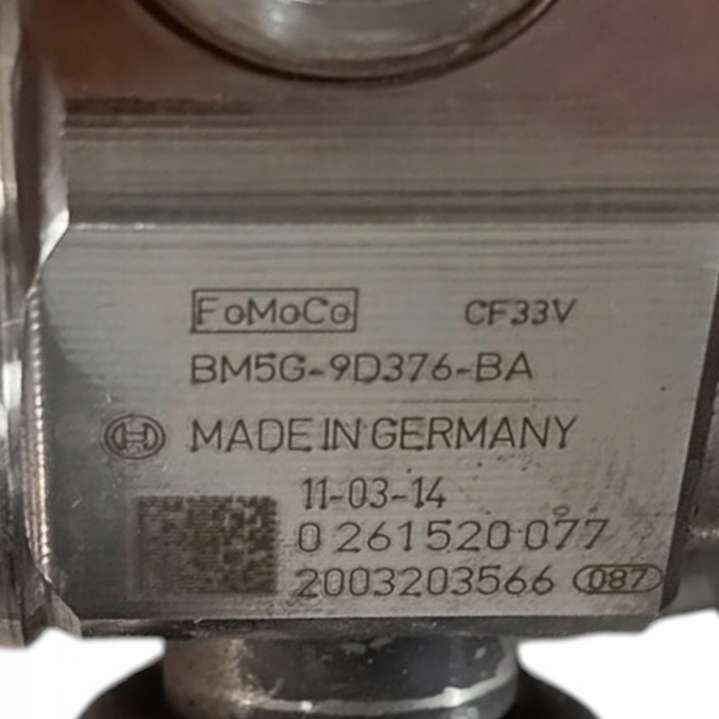 FoMoCo CF33V
BM5G-9D376-BA
MADE IN GERMANY
11-03-14
0 261 520 077
2003203566 087